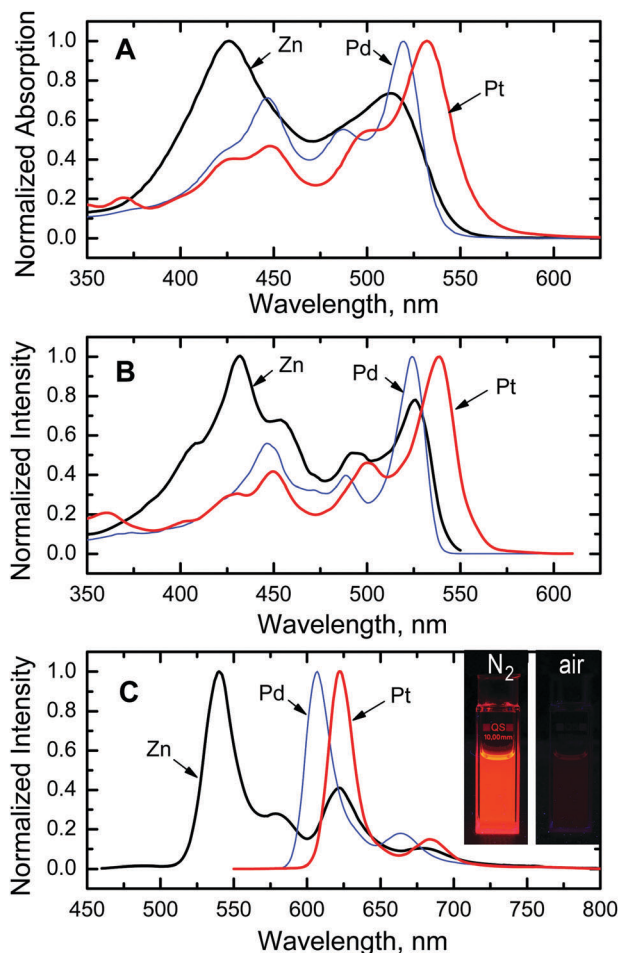 A
Zn
Pd
Pt
Normalized Absorption
1.0
0.8
0.6
0.4
0.2
0.0
350 400 450 500 550 600
Wavelength, nm
B
Zn
Pd
Pt
Normalized Intensity
1.0
0.8
0.6
0.4
0.2
0.0
350 400 450 500 550 600
Wavelength, nm
C
Zn
Pd
Pt
N2
air
QS
10,00mm
Normalized Intensity
1.0
0.8
0.6
0.4
0.2
0.0
450 500 550 600 650 700 750 800
Wavelength, nm